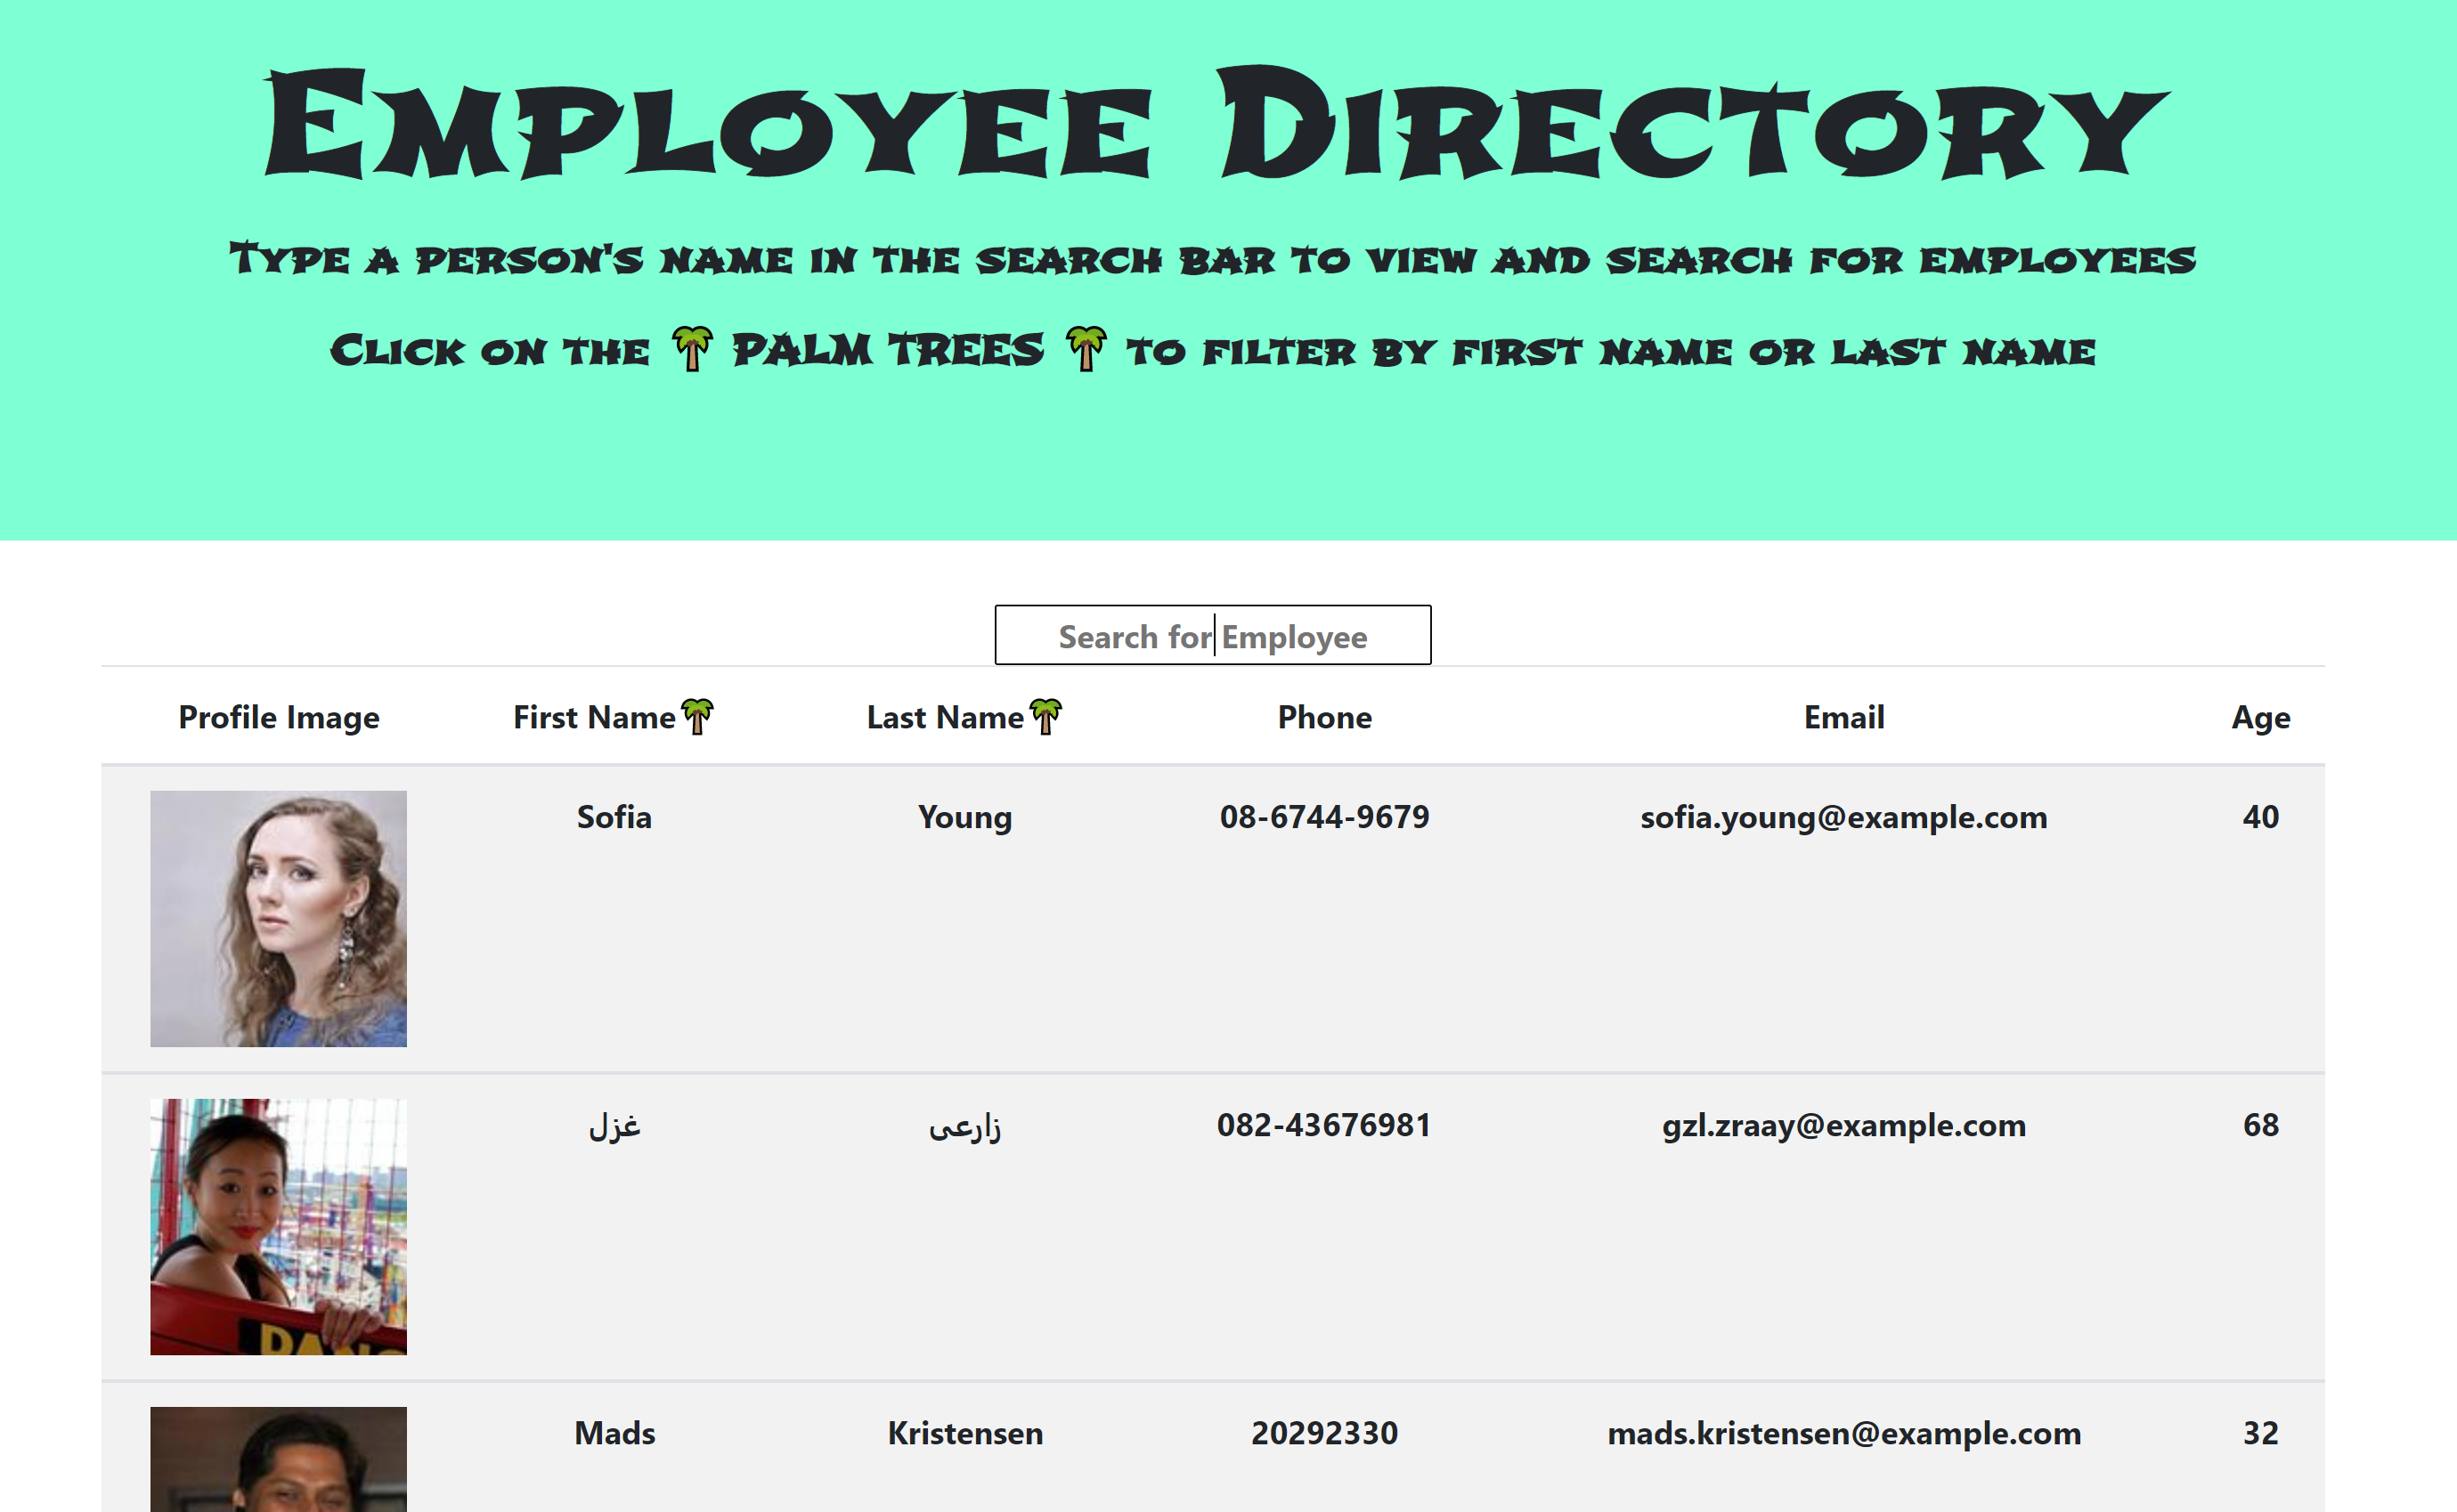 Employee Directory
Type a person's name in the search bar to view and search for employees
Click on the 🌴 PALM TREES 🌴 to filter by first name or last name
Search for Employee
Profile Image First Name🌴 Last Name🌴 Phone Email Age
Sofia Young 08-6744-9679 sofia.young@example.com 40
غزل زارعی 082-43676981 gzl.zraay@example.com 68
Mads Kristensen 20292330 mads.kristensen@example.com 32